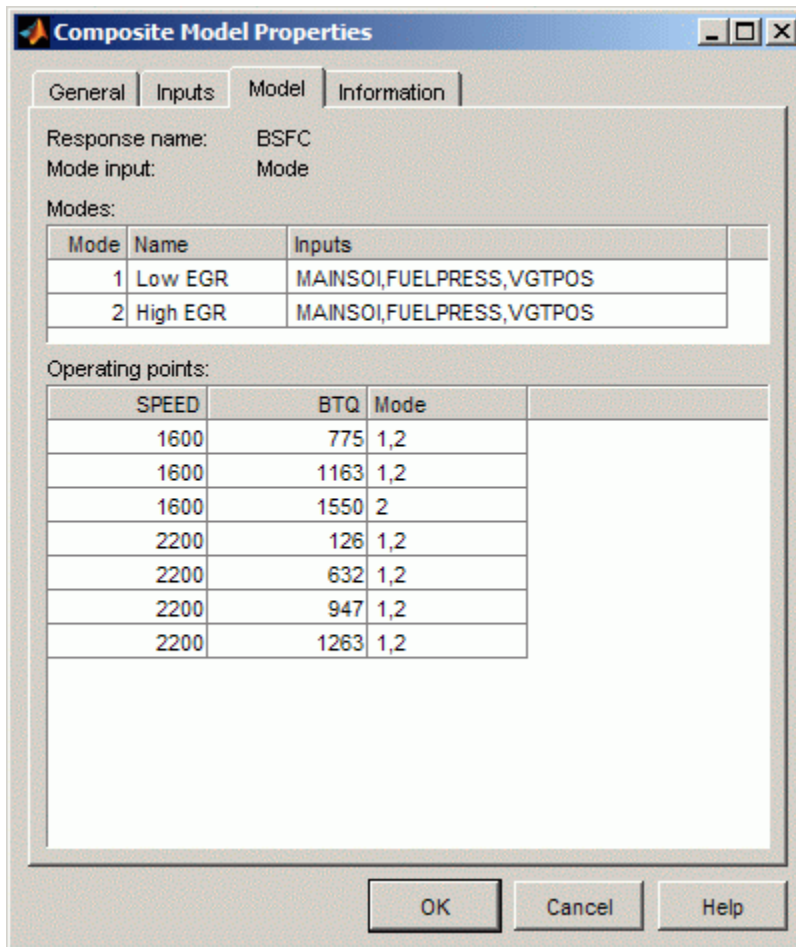 Composite Model Properties
General Inputs Model Information
Response name: BSFC
Mode input: Mode
Modes:
Mode Name Inputs
1 Low EGR MAINSOI,FUELPRESS,VGTPOS
2 High EGR MAINSOI,FUELPRESS,VGTPOS
Operating points:
SPEED BTQ Mode
1600 775 1,2
1600 1163 1,2
1600 1550 2
2200 126 1,2
2200 632 1,2
2200 947 1,2
2200 1263 1,2
OK Cancel Help